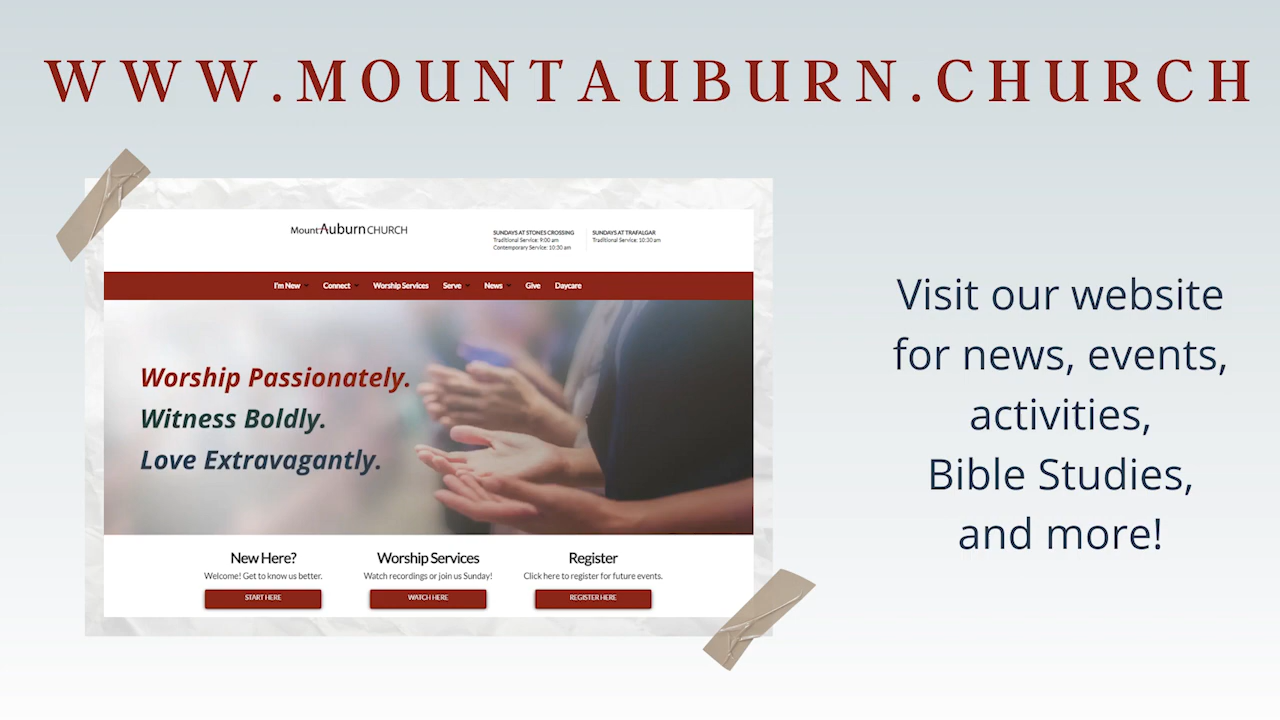 WWW.MOUNTAUBURN.CHURCH
Mount Auburn CHURCH
SUNDAYS AT STONES CROSSING
Traditional Service: 9:00 am
Contemporary Service: 10:30 am
SUNDAYS AT TRAFALGAR
Traditional Service: 10:30 am
I'm New Connect Worship Services Serve News Give Daycare
Worship Passionately.
Witness Boldly.
Love Extravagantly.
New Here?
Welcome! Get to know us better.
START HERE
Worship Services
Watch recordings or join us Sunday!
WATCH HERE
Register
Click here to register for future events.
REGISTER HERE
Visit our website
for news, events,
activities,
Bible Studies,
and more!